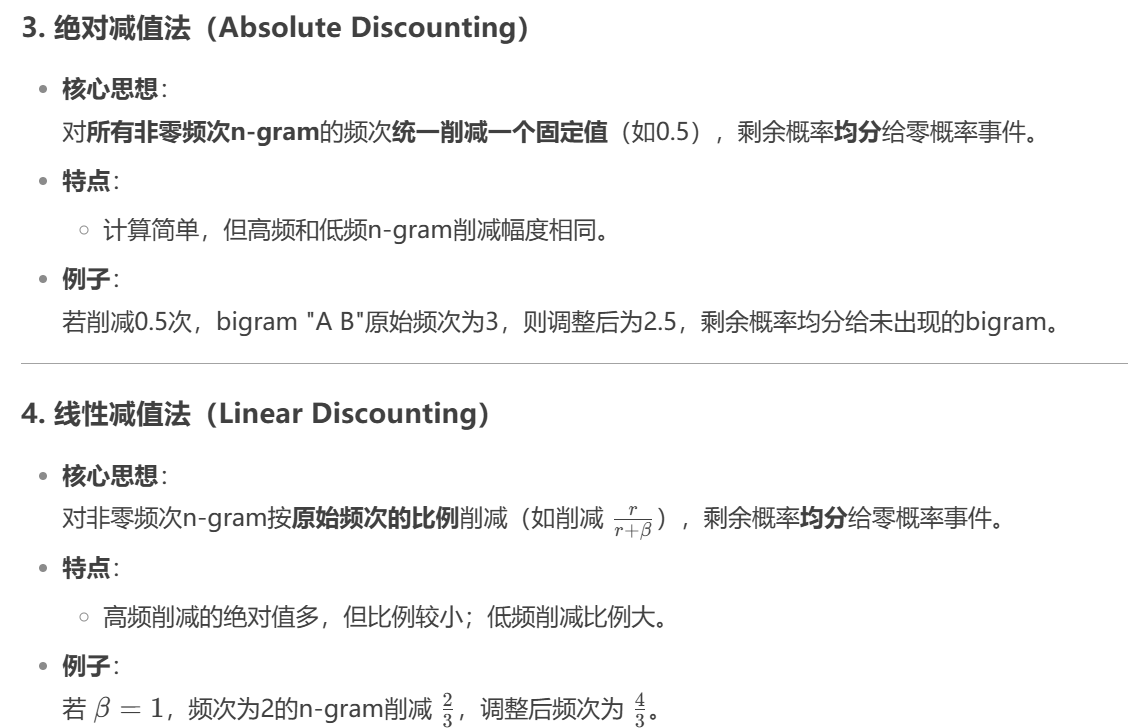 3. 绝对减值法（Absolute Discounting）
核心思想：
对所有非零频次n-gram的频次统一削减一个固定值（如0.5），剩余概率均分给零概率事件。
特点：
计算简单，但高频和低频n-gram削减幅度相同。
例子：
若削减0.5次，bigram "A B"原始频次为3，则调整后为2.5，剩余概率均分给未出现的bigram。
4. 线性减值法（Linear Discounting）
核心思想：
对非零频次n-gram按原始频次的比例削减（如削减 r/(r+β)），剩余概率均分给零概率事件。
特点：
高频削减的绝对值多，但比例较小；低频削减比例大。
例子：
若 β = 1，频次为2的n-gram削减 2/3，调整后频次为 4/3。